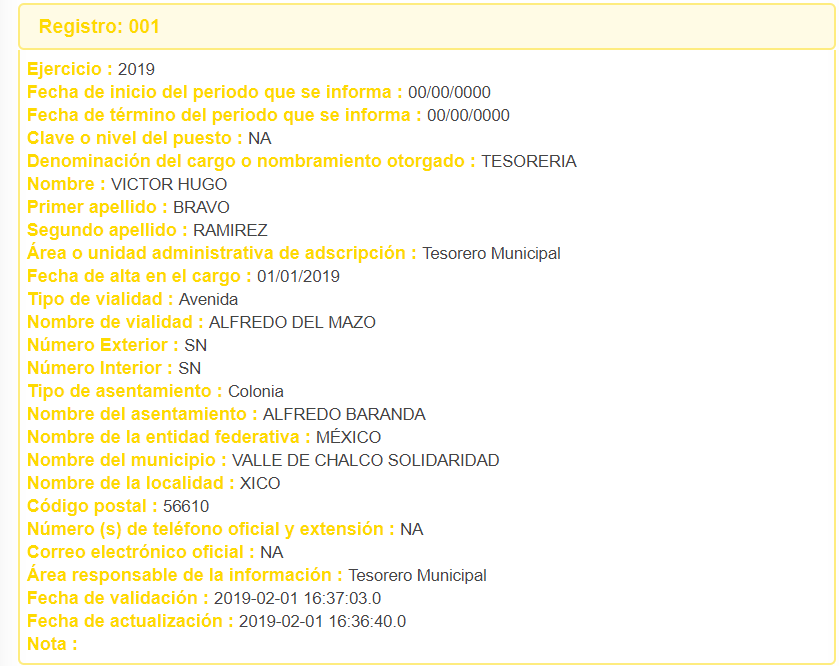 Registro: 001
Ejercicio : 2019
Fecha de inicio del periodo que se informa : 00/00/0000
Fecha de término del periodo que se informa : 00/00/0000
Clave o nivel del puesto : NA
Denominación del cargo o nombramiento otorgado : TESORERIA
Nombre : VICTOR HUGO
Primer apellido : BRAVO
Segundo apellido : RAMIREZ
Área o unidad administrativa de adscripción : Tesorero Municipal
Fecha de alta en el cargo : 01/01/2019
Tipo de vialidad : Avenida
Nombre de vialidad : ALFREDO DEL MAZO
Número Exterior : SN
Número Interior : SN
Tipo de asentamiento : Colonia
Nombre del asentamiento : ALFREDO BARANDA
Nombre de la entidad federativa : MÉXICO
Nombre del municipio : VALLE DE CHALCO SOLIDARIDAD
Nombre de la localidad : XICO
Código postal : 56610
Número (s) de teléfono oficial y extensión : NA
Correo electrónico oficial : NA
Área responsable de la información : Tesorero Municipal
Fecha de validación : 2019-02-01 16:37:03.0
Fecha de actualización : 2019-02-01 16:36:40.0
Nota :